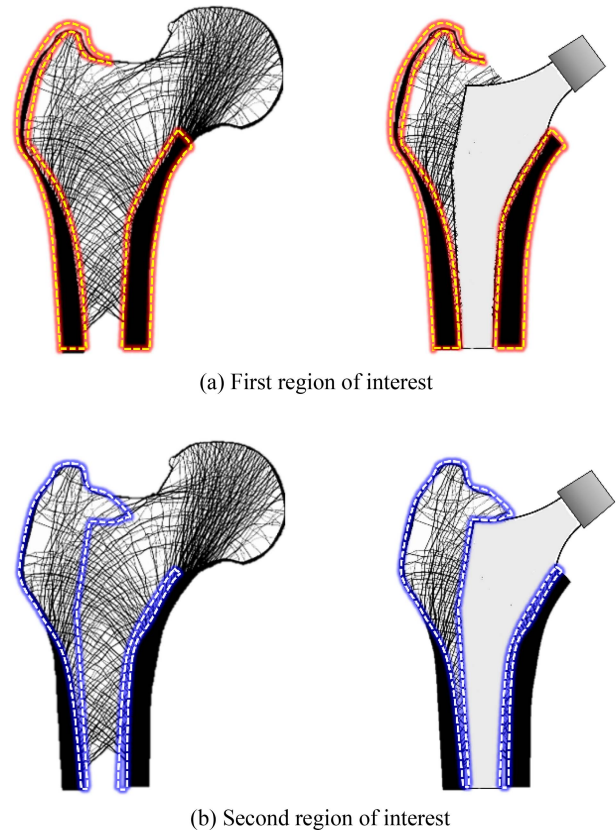 (a) First region of interest
(b) Second region of interest